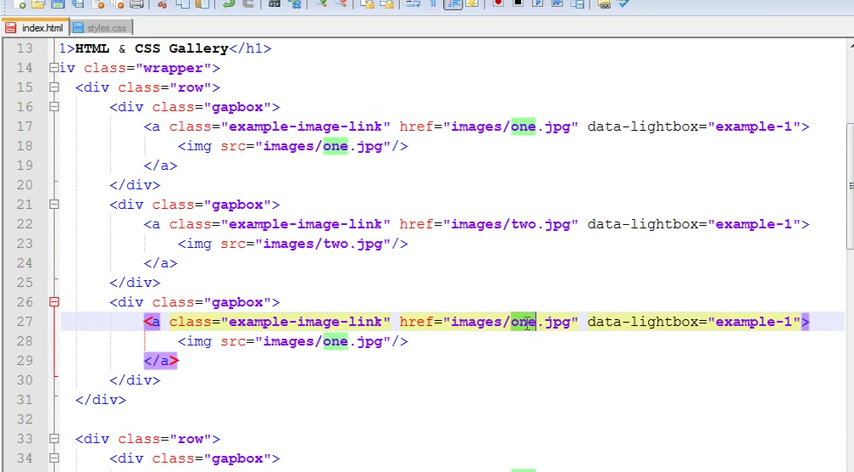 index.html styles.css
13 1>HTML & CSS Gallery</h1>
14 iv class="wrapper">
15 <div class="row">
16 <div class="gapbox">
17 <a class="example-image-link" href="images/one.jpg" data-lightbox="example-1">
18 <img src="images/one.jpg"/>
19 </a>
20 </div>
21 <div class="gapbox">
22 <a class="example-image-link" href="images/two.jpg" data-lightbox="example-1">
23 <img src="images/two.jpg"/>
24 </a>
25 </div>
26 <div class="gapbox">
27 <a class="example-image-link" href="images/one.jpg" data-lightbox="example-1">
28 <img src="images/one.jpg"/>
29 </a>
30 </div>
31 </div>
32
33 <div class="row">
34 <div class="gapbox">